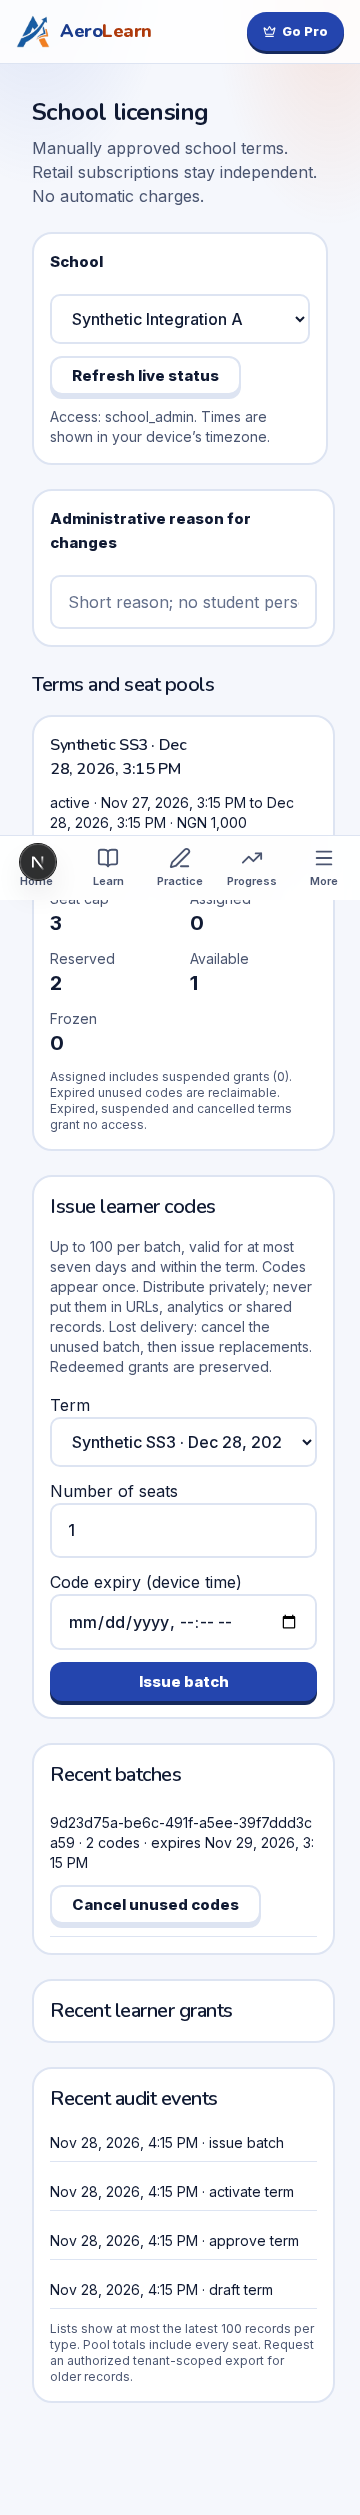 AeroLearn
Go Pro
School licensing
Manually approved school terms.
Retail subscriptions stay independent.
No automatic charges.
School
Synthetic Integration A
Refresh live status
Access: school_admin. Times are
shown in your device's timezone.
Administrative reason for
changes
Short reason; no student pers
Terms and seat pools
Synthetic SS3 · Dec
28, 2026, 3:15 PM
active · Nov 27, 2026, 3:15 PM to Dec
28, 2026, 3:15 PM · NGN 1,000
N
Home
Learn
Practice
Progress
More
Seat cap
Assigned
3
0
Reserved
Available
2
1
Frozen
0
Assigned includes suspended grants (0).
Expired unused codes are reclaimable.
Expired, suspended and cancelled terms
grant no access.
Issue learner codes
Up to 100 per batch, valid for at most
seven days and within the term. Codes
appear once. Distribute privately; never
put them in URLs, analytics or shared
records. Lost delivery: cancel the
unused batch, then issue replacements.
Redeemed grants are preserved.
Term
Synthetic SS3 · Dec 28, 202
Number of seats
1
Code expiry (device time)
mm/dd/yyyy, --:-- --
Issue batch
Recent batches
9d23d75a-be6c-491f-a5ee-39f7ddd3c
a59 · 2 codes · expires Nov 29, 2026, 3:
15 PM
Cancel unused codes
Recent learner grants
Recent audit events
Nov 28, 2026, 4:15 PM · issue batch
Nov 28, 2026, 4:15 PM · activate term
Nov 28, 2026, 4:15 PM · approve term
Nov 28, 2026, 4:15 PM · draft term
Lists show at most the latest 100 records per
type. Pool totals include every seat. Request
an authorized tenant-scoped export for
older records.